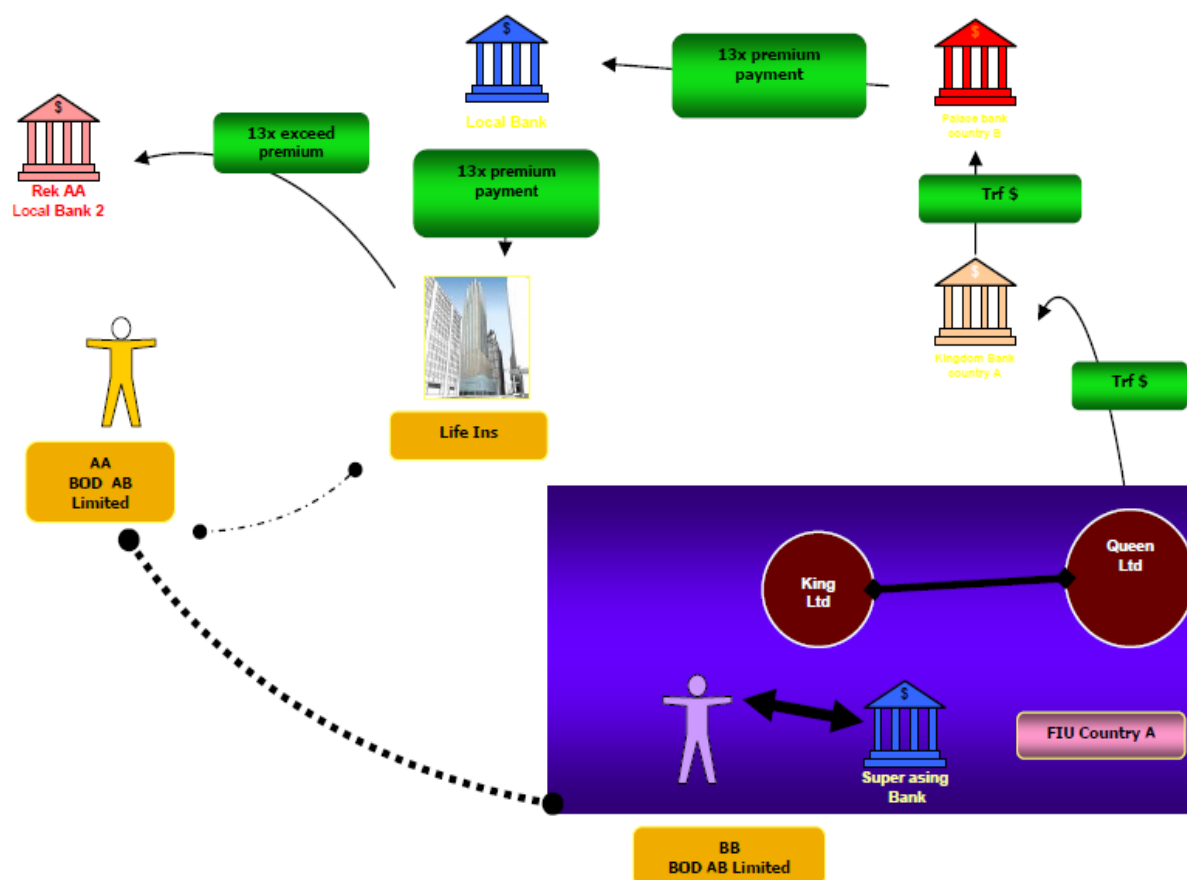 $
$
13x premium
payment
Local Bank
Palase bank
country B
$
13x exceed
premium
Rek AA
Local Bank 2
13x premium
payment
Trf $
$
Kingdom Bank
country A
Trf $
Life Ins
AA
BOD AB
Limited
King
Ltd
Queen
Ltd
$
Super asing
Bank
FIU Country A
BB
BOD AB Limited